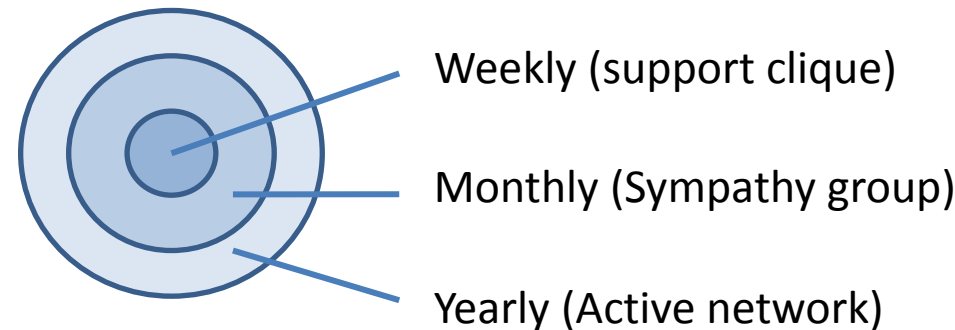 Weekly (support clique)
Monthly (Sympathy group)
Yearly (Active network)